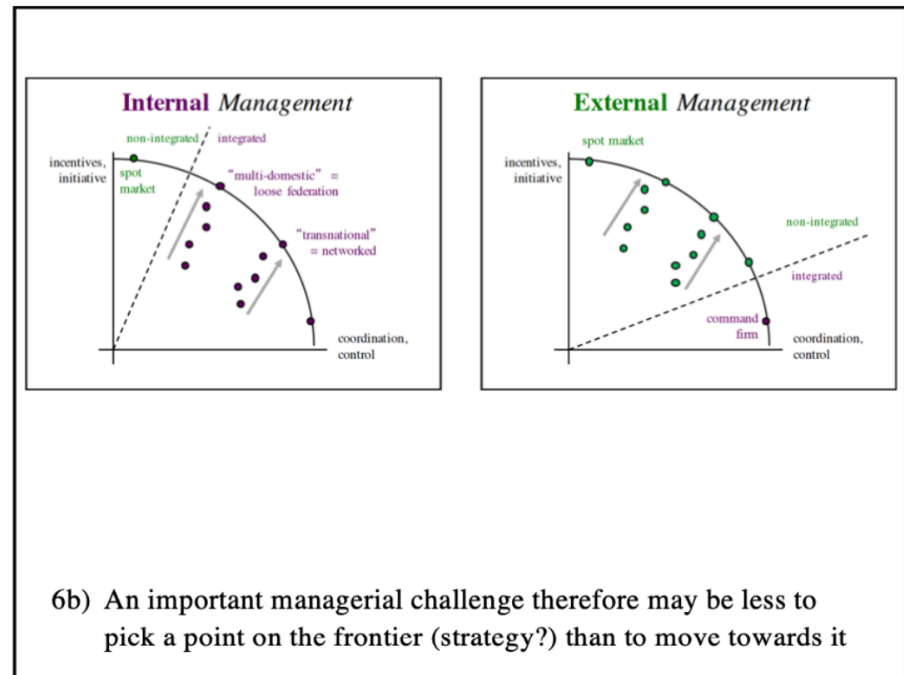 Internal Management
non-integrated
integrated
incentives,
initiative
spot
market
"multi-domestic" =
loose federation
"transnational"
= networked
coordination,
control
External Management
spot market
incentives,
initiative
non-integrated
integrated
command
firm
coordination,
control
6b) An important managerial challenge therefore may be less to
pick a point on the frontier (strategy?) than to move towards it